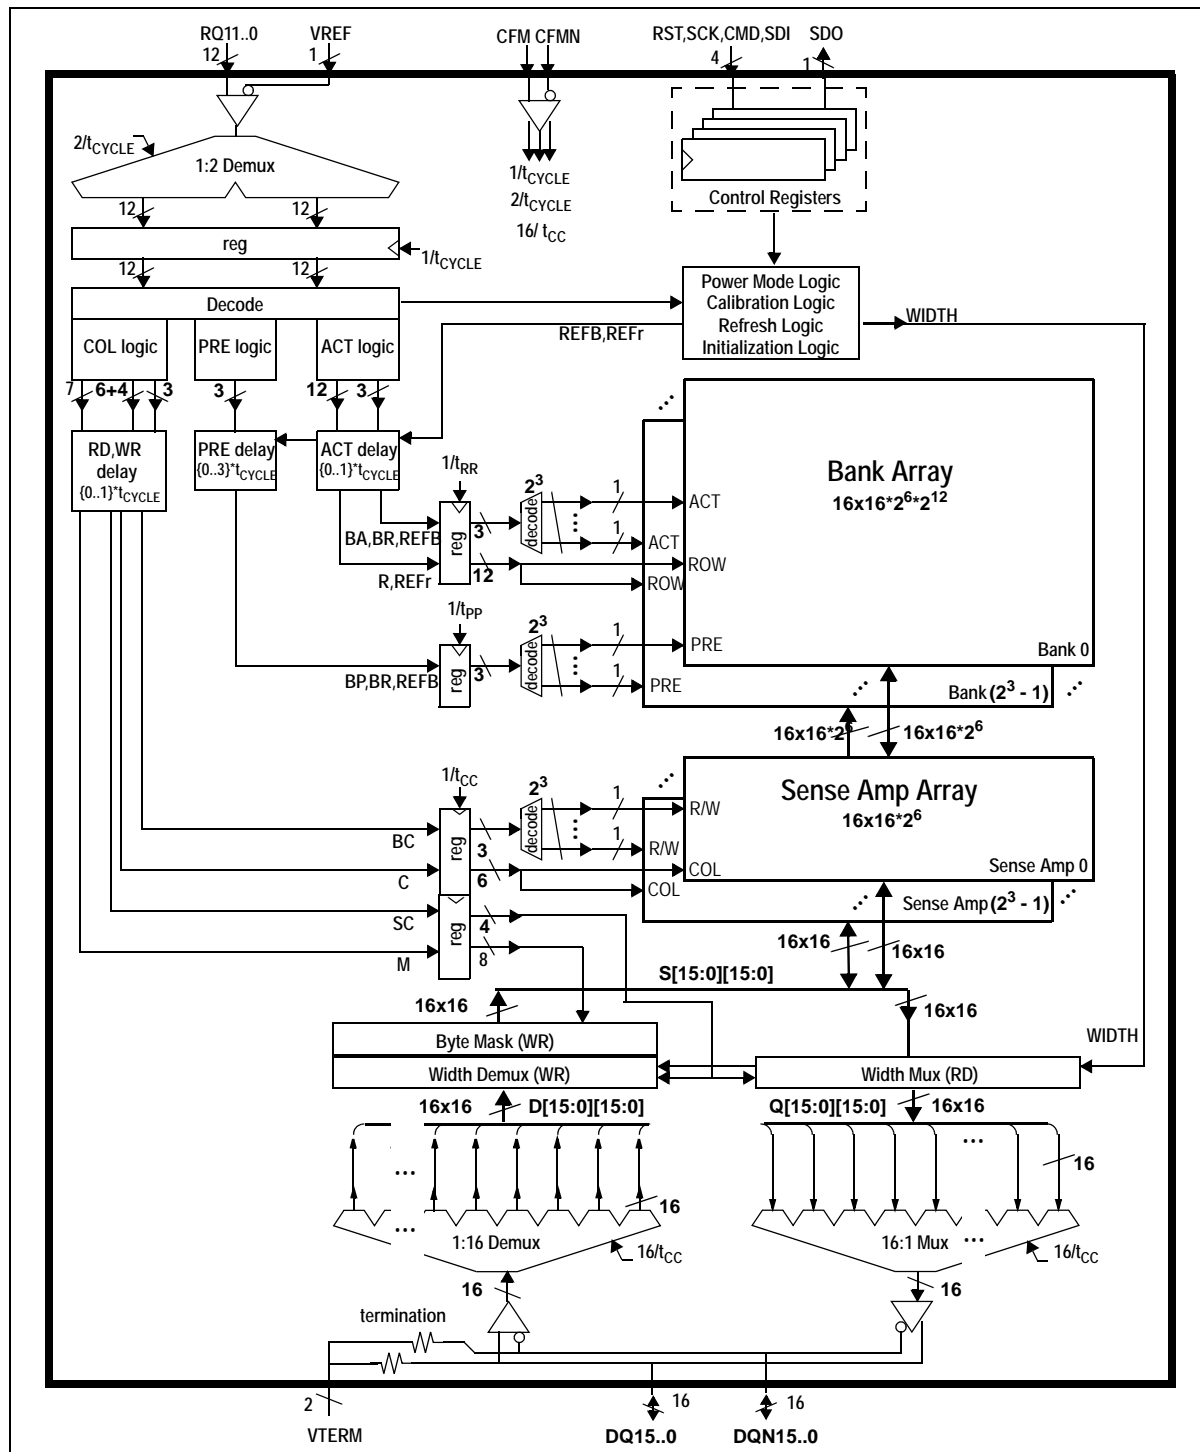 RQ11..0 VREF CFM CFMN RST,SCK,CMD,SDI SDO
12 1 4 1
2/tCYCLE
1:2 Demux
1/tCYCLE
2/tCYCLE
16/ tCC
Control Registers
12 12
reg
1/tCYCLE
12 12
Decode
COL logic PRE logic ACT logic
Power Mode Logic
Calibration Logic
Refresh Logic
Initialization Logic
WIDTH
REFB,REFr
7 6+4 3 3 12 3
RD,WR
delay
{0..1}*tCYCLE
PRE delay
{0..3}*tCYCLE
ACT delay
{0..1}*tCYCLE
1/tRR
reg
BA,BR,REFB
R,REFr
3
12
2^3
decode
1
1
ACT
ACT
ROW
ROW
Bank Array
16x16*2^6*2^12
1/tPP
reg
BP,BR,REFB
3
2^3
decode
1
1
PRE
PRE
Bank 0
Bank (2^3 - 1)
16x16*2^6 16x16*2^6
1/tCC
reg
BC
C
3
6
2^3
decode
1
1
R/W
R/W
COL
COL
Sense Amp Array
16x16*2^6
Sense Amp 0
Sense Amp (2^3 - 1)
SC
M
reg
4
8
16x16 16x16
S[15:0][15:0]
16x16 16x16
Byte Mask (WR)
WIDTH
Width Demux (WR) Width Mux (RD)
16x16 D[15:0][15:0] Q[15:0][15:0] 16x16
... ...
16 16
... ...
1:16 Demux 16:1 Mux
16/tCC 16/tCC
16 16
termination
2 16 16
VTERM DQ15..0 DQN15..0